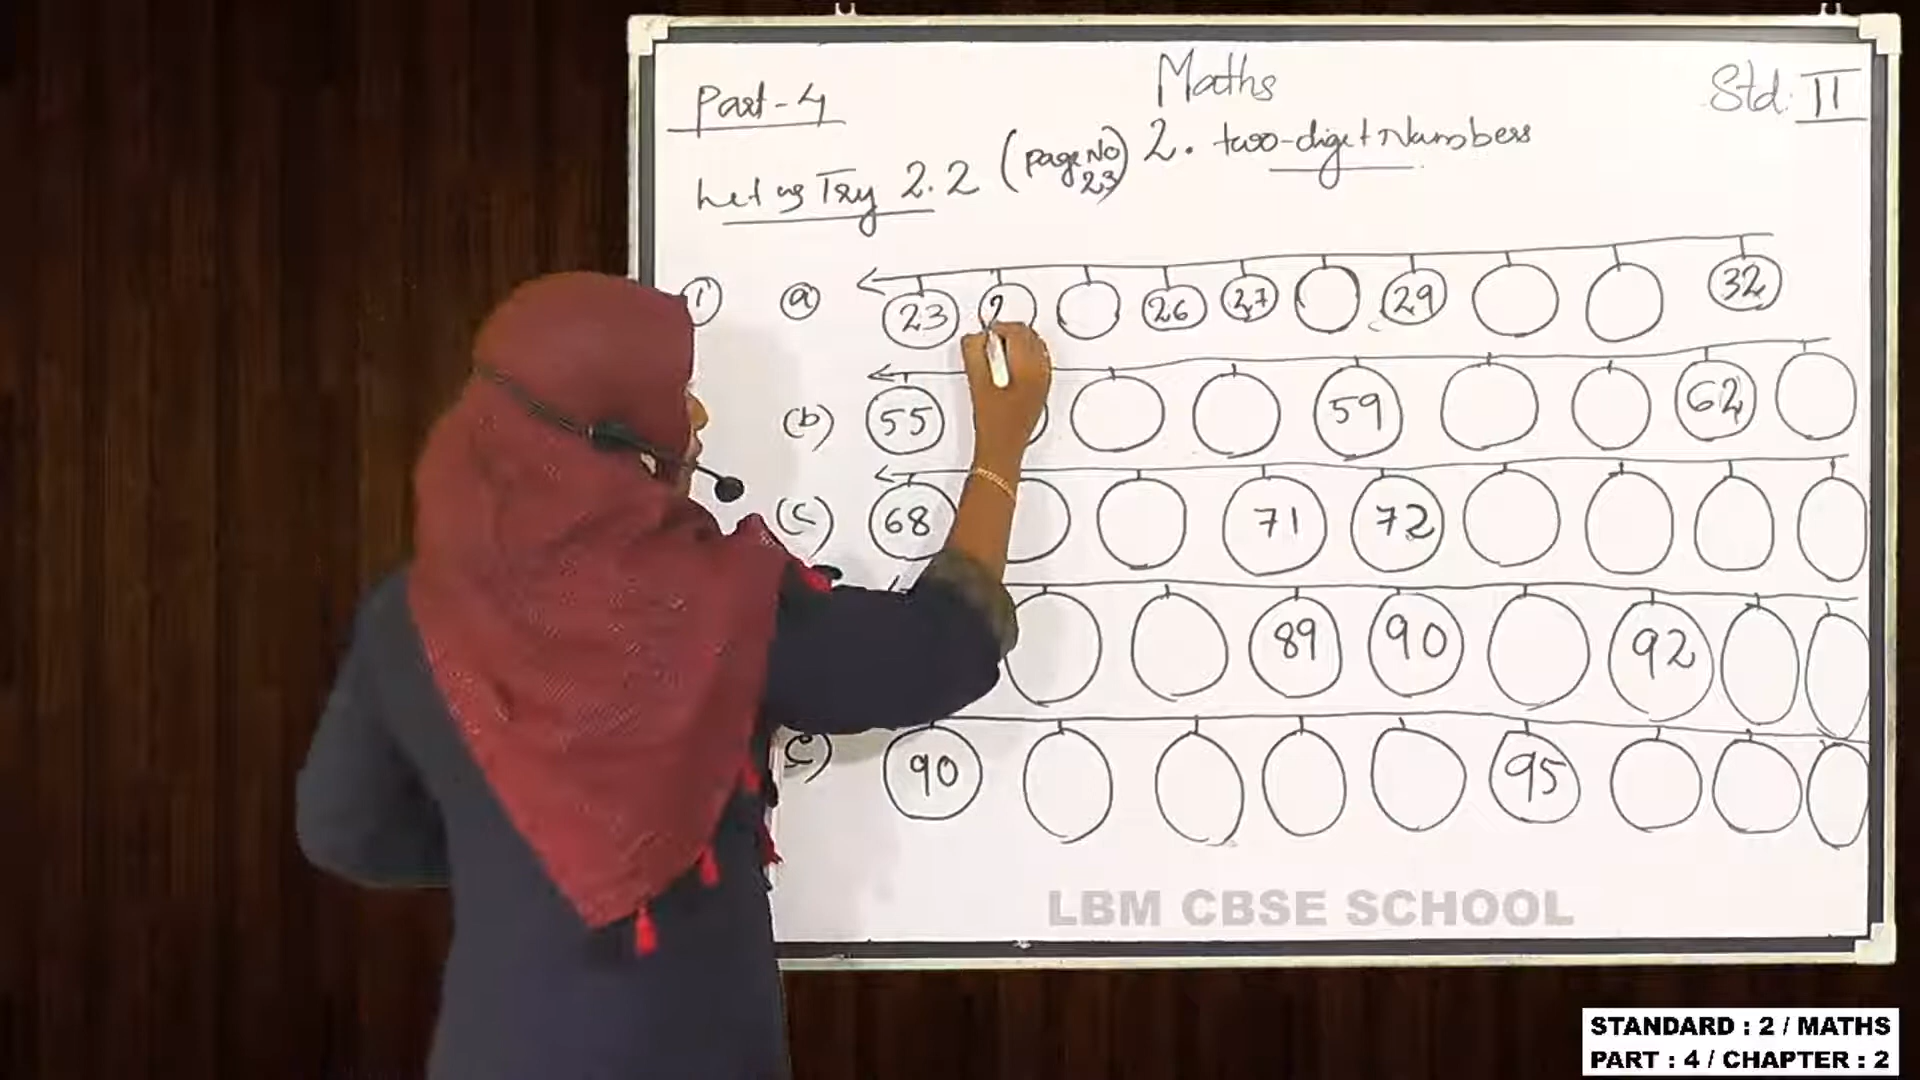 Part-4 Maths Std: II
2. two-diget Numbers
Let us Try 2.2 (page No 23)
1 a 23 2 26 27 29 32
(b) 55 59 62
(c) 68 71 72
89 90 92
e) 90 95
LBM CBSE SCHOOL
STANDARD : 2 / MATHS
PART : 4 / CHAPTER : 2